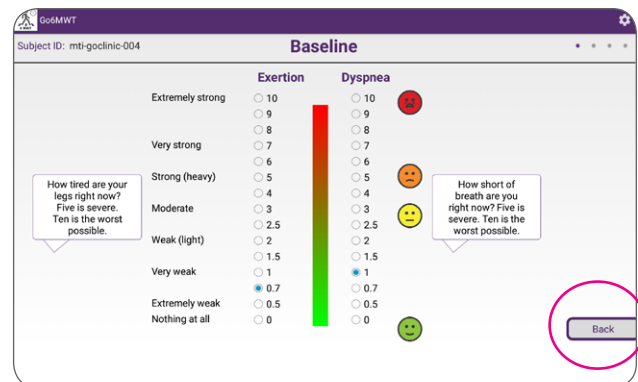 Go6MWT
Subject ID: mti-goclinic-004
Baseline
Exertion Dyspnea
Extremely strong 10 10
9 9
8 8
Very strong 7 7
6 6
Strong (heavy) 5 5
4 4
Moderate 3 3
2.5 2.5
Weak (light) 2 2
1.5 1.5
Very weak 1 1
0.7 0.7
Extremely weak 0.5 0.5
Nothing at all 0 0
How tired are your
legs right now?
Five is severe.
Ten is the worst
possible.
How short of
breath are you
right now? Five is
severe. Ten is the
worst possible.
Back